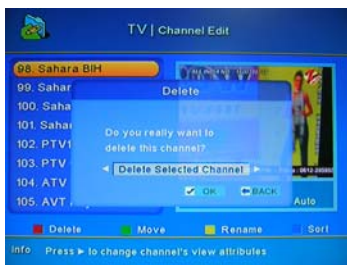 TV | Channel Edit
98. Sahara BIH
99. Sahar
100. Saha
101. Sahar
102. PTV1
103. PTV
104. ATV
105. AVT
Delete
Do you really want to
delete this channel?
Delete Selected Channel
OK
BACK
Auto
Delete
Move
Rename
Sort
Info Press ► to change channel's view attributes